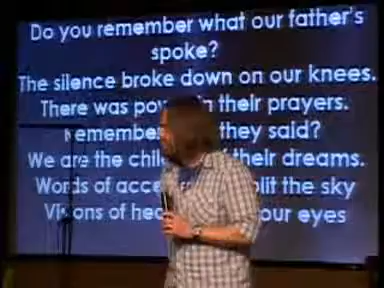 Do you remember what our father's
spoke?
The silence broke down on our knees.
There was in their prayers.
they said?
We are the their dreams.
Words of the sky
of our eyes